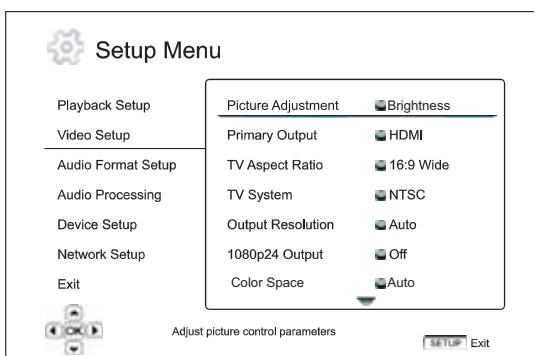 Setup Menu
Playback Setup
Video Setup
Audio Format Setup
Audio Processing
Device Setup
Network Setup
Exit
Picture Adjustment Brightness
Primary Output HDMI
TV Aspect Ratio 16:9 Wide
TV System NTSC
Output Resolution Auto
1080p24 Output Off
Color Space Auto
OK
Adjust picture control parameters
SETUP Exit